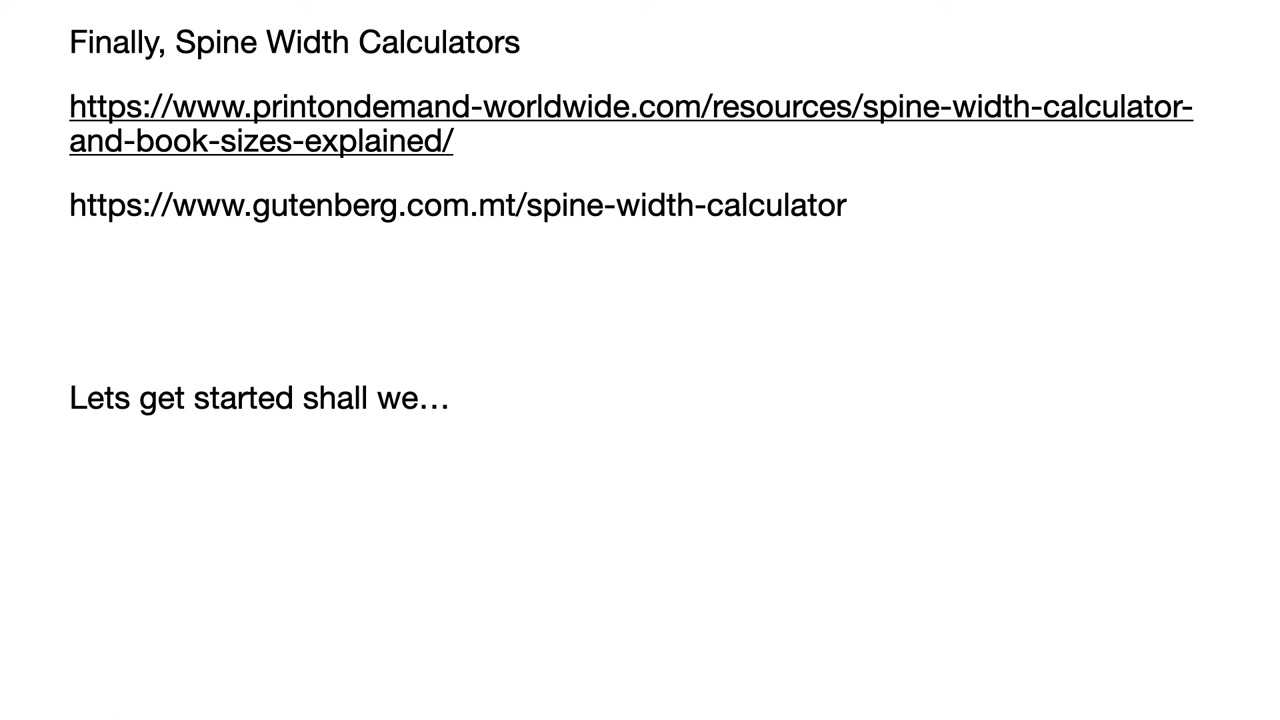 Finally, Spine Width Calculators
https://www.printondemand-worldwide.com/resources/spine-width-calculator-
and-book-sizes-explained/
https://www.gutenberg.com.mt/spine-width-calculator
Lets get started shall we…